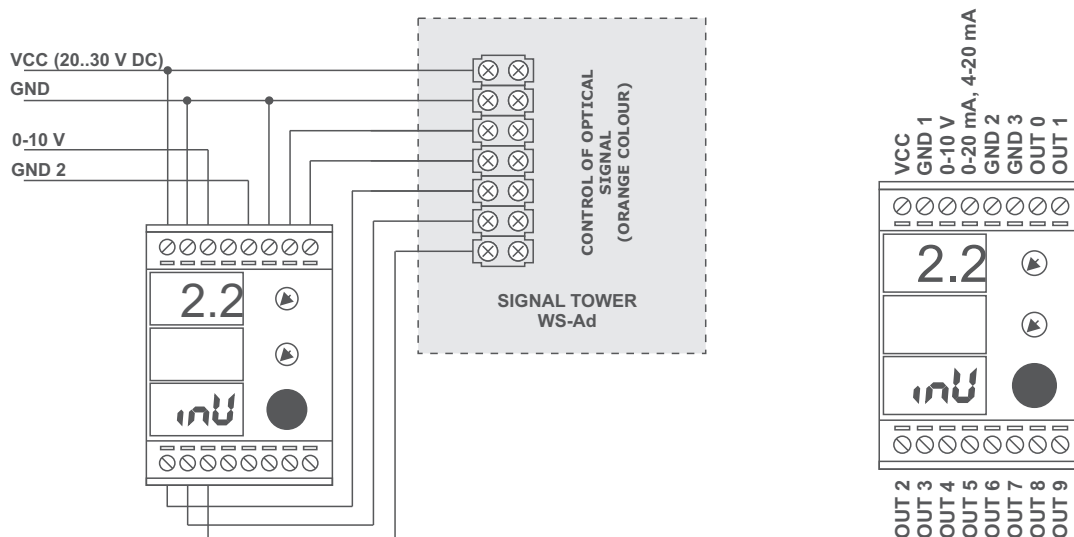 VCC (20..30 V DC)
GND
0-10 V
GND 2
2.2
inU
CONTROL OF OPTICAL
SIGNAL
(ORANGE COLOUR)
SIGNAL TOWER
WS-Ad
VCC
GND 1
0-10 V
0-20 mA, 4-20 mA
GND 2
GND 3
OUT 0
OUT 1
2.2
inU
OUT 2
OUT 3
OUT 4
OUT 5
OUT 6
OUT 7
OUT 8
OUT 9